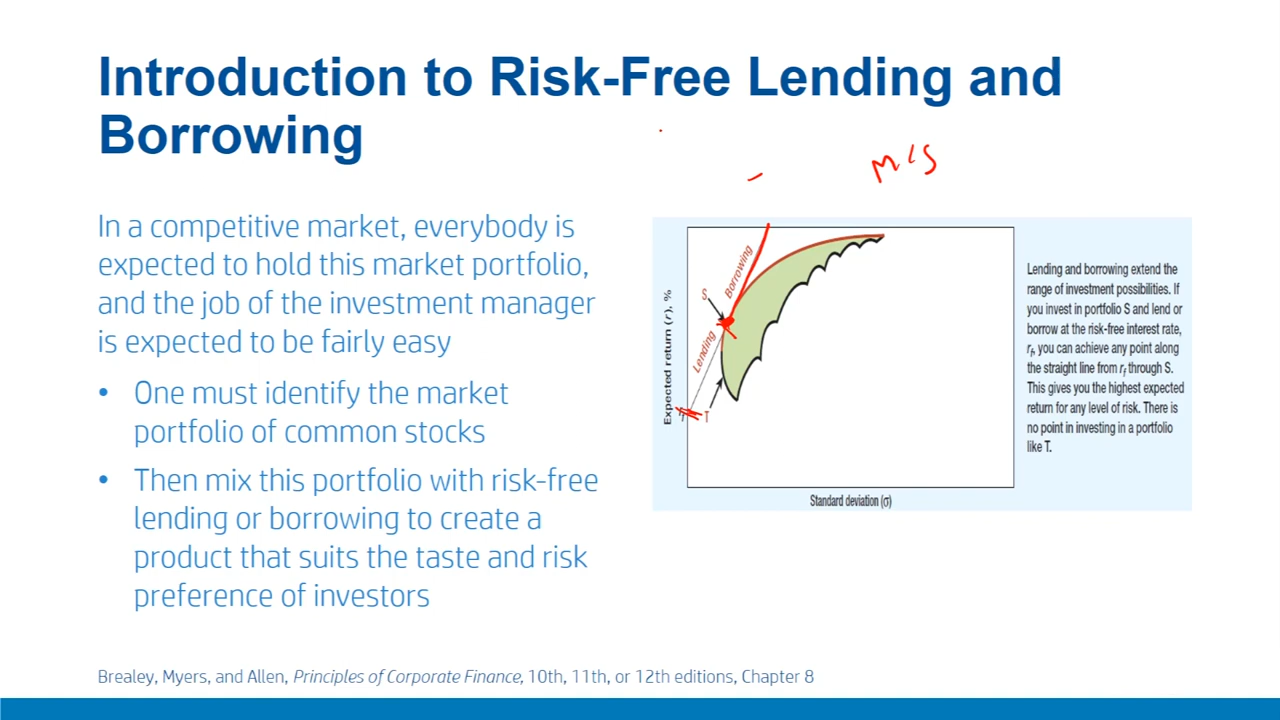 Introduction to Risk-Free Lending and
Borrowing
In a competitive market, everybody is
expected to hold this market portfolio,
and the job of the investment manager
is expected to be fairly easy
• One must identify the market
portfolio of common stocks
• Then mix this portfolio with risk-free
lending or borrowing to create a
product that suits the taste and risk
preference of investors
Expected return (r), %
Lending
Borrowing
S
T
Standard deviation (σ)
Lending and borrowing extend the
range of investment possibilities. If
you invest in portfolio S and lend or
borrow at the risk-free interest rate,
rf, you can achieve any point along
the straight line from rf through S.
This gives you the highest expected
return for any level of risk. There is
no point in investing in a portfolio
like T.
Brealey, Myers, and Allen, Principles of Corporate Finance, 10th, 11th, or 12th editions, Chapter 8